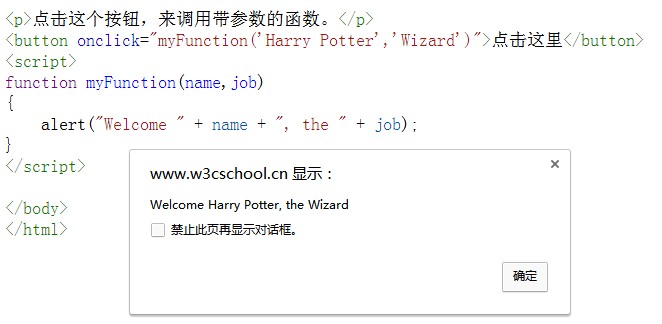 <p>点击这个按钮，来调用带参数的函数。</p>
<button onclick="myFunction('Harry Potter','Wizard')">点击这里</button>
<script>
function myFunction(name,job)
{
    alert("Welcome " + name + ", the " + job);
}
</script>
www.w3cschool.cn 显示：
Welcome Harry Potter, the Wizard
禁止此页再显示对话框。
确定
</body>
</html>